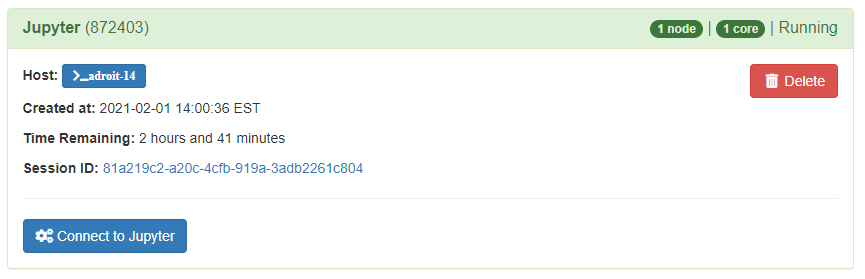 Jupyter (872403) 1 node | 1 core | Running
Host: >_adroit-14 Delete
Created at: 2021-02-01 14:00:36 EST
Time Remaining: 2 hours and 41 minutes
Session ID: 81a219c2-a20c-4cfb-919a-3adb2261c804
Connect to Jupyter